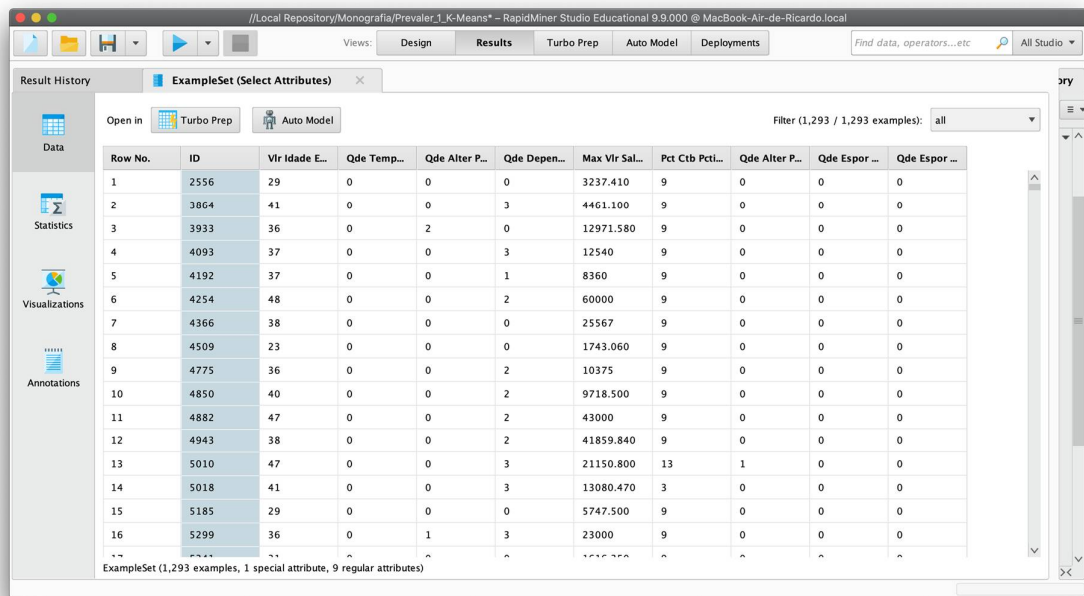 //Local Repository/Monografia/Prevaler_1_K-Means* – RapidMiner Studio Educational 9.9.000 @ MacBook-Air-de-Ricardo.local
Views: Design Results Turbo Prep Auto Model Deployments Find data, operators...etc All Studio
Result History ExampleSet (Select Attributes) ory
Open in Turbo Prep Auto Model Filter (1,293 / 1,293 examples): all
Data
Statistics
Visualizations
Annotations
Row No. ID Vlr Idade E... Qde Temp... Qde Alter P... Qde Depen... Max Vlr Sal... Pct Ctb Pcti... Qde Alter P... Qde Espor ... Qde Espor ...
1 2556 29 0 0 0 3237.410 9 0 0 0
2 3864 41 0 0 3 4461.100 9 0 0 0
3 3933 36 0 2 0 12971.580 9 0 0 0
4 4093 37 0 0 3 12540 9 0 0 0
5 4192 37 0 0 1 8360 9 0 0 0
6 4254 48 0 0 2 60000 9 0 0 0
7 4366 38 0 0 0 25567 9 0 0 0
8 4509 23 0 0 0 1743.060 9 0 0 0
9 4775 36 0 0 2 10375 9 0 0 0
10 4850 40 0 0 2 9718.500 9 0 0 0
11 4882 47 0 0 2 43000 9 0 0 0
12 4943 38 0 0 2 41859.840 9 0 0 0
13 5010 47 0 0 3 21150.800 13 1 0 0
14 5018 41 0 0 3 13080.470 3 0 0 0
15 5185 29 0 0 0 5747.500 9 0 0 0
16 5299 36 0 1 3 23000 9 0 0 0
ExampleSet (1,293 examples, 1 special attribute, 9 regular attributes)